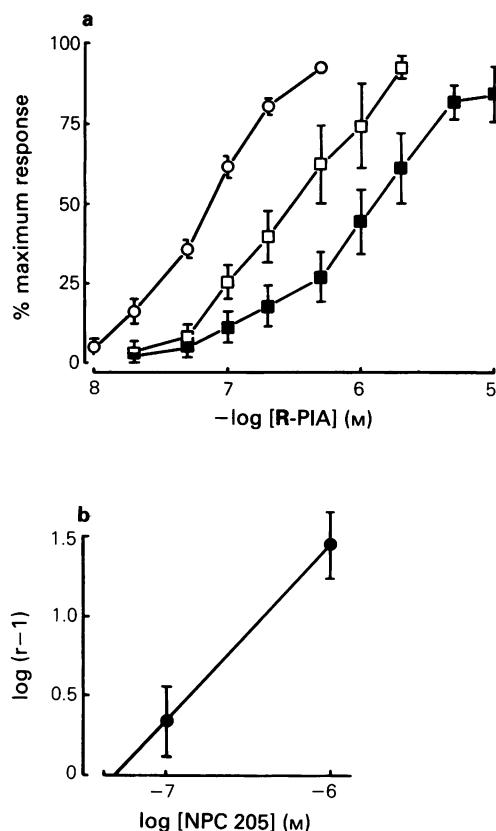 a
% maximum response
100
75
50
25
0
8 7 6 5
−log [R-PIA] (M)
b
log (r−1)
1.5
1.0
0.5
0
−7 −6
log [NPC 205] (M)